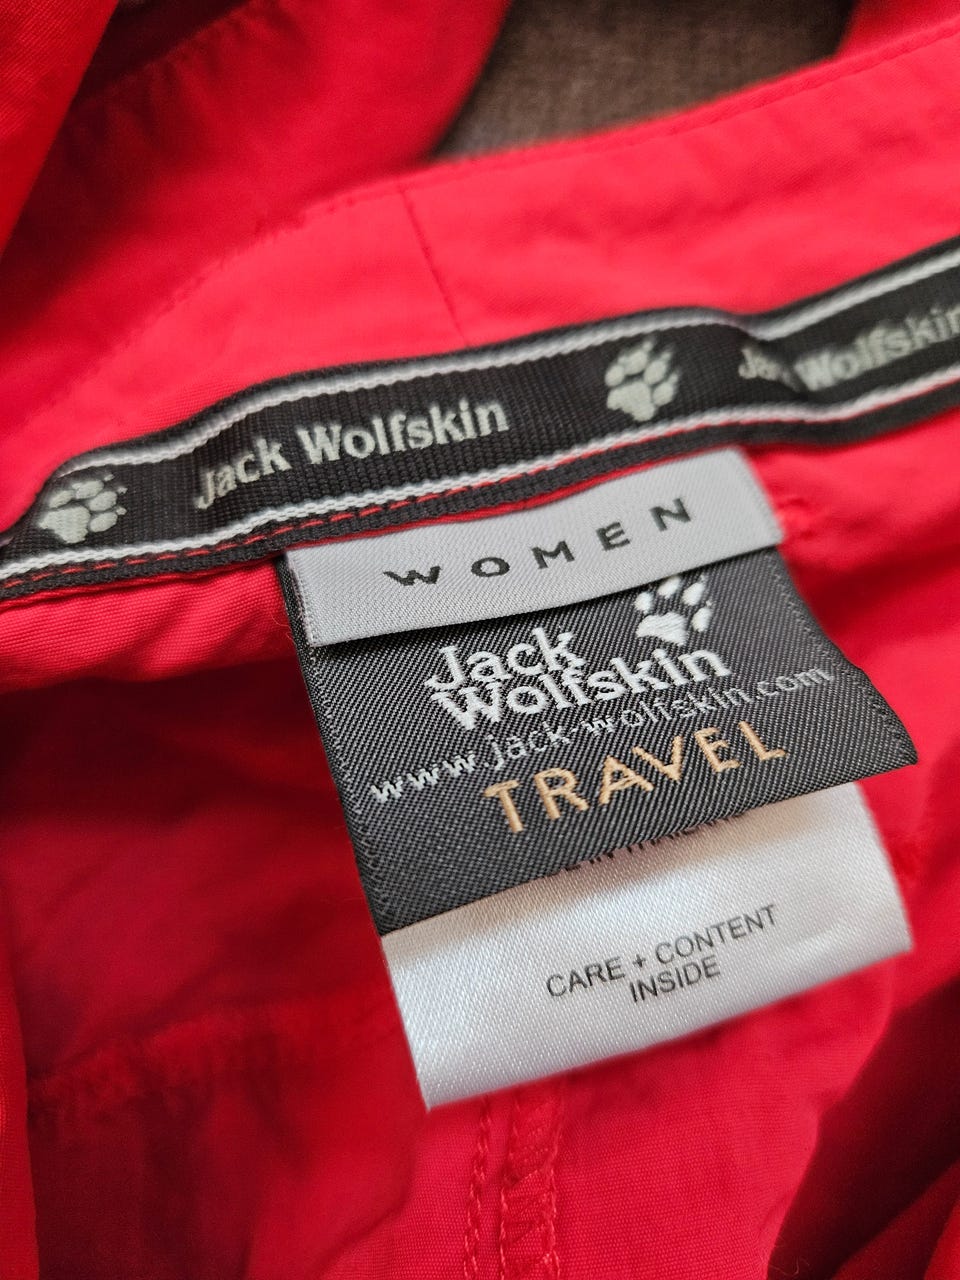 Jack Wolfskin
Jack Wolfskin
WOMEN
Jack
Wolfskin
www.jack-wolfskin.com
TRAVEL
CARE + CONTENT
INSIDE